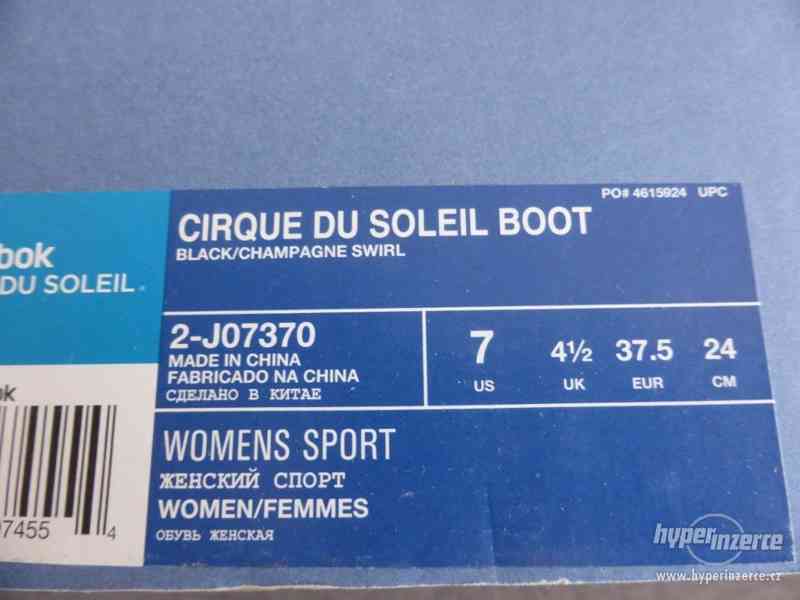 PO# 4615924 UPC
CIRQUE DU SOLEIL BOOT
BLACK/CHAMPAGNE SWIRL
bok
DU SOLEIL
2-J07370
MADE IN CHINA
FABRICADO NA CHINA
СДЕЛАНО В КИТАЕ
7 4½ 37.5 24
US UK EUR CM
ok
WOMENS SPORT
ЖЕНСКИЙ СПОРТ
WOMEN/FEMMES
ОБУВЬ ЖЕНСКАЯ
7455 4
hyperinzerce
www.hyperinzerce.cz